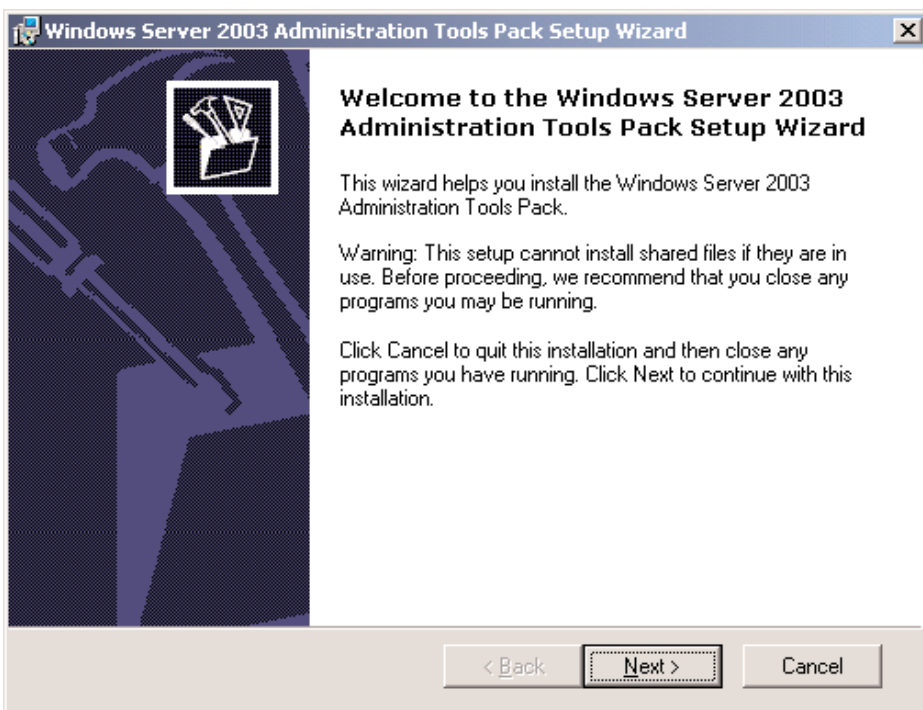 Windows Server 2003 Administration Tools Pack Setup Wizard
Welcome to the Windows Server 2003
Administration Tools Pack Setup Wizard
This wizard helps you install the Windows Server 2003
Administration Tools Pack.
Warning: This setup cannot install shared files if they are in
use. Before proceeding, we recommend that you close any
programs you may be running.
Click Cancel to quit this installation and then close any
programs you have running. Click Next to continue with this
installation.
< Back
Next >
Cancel